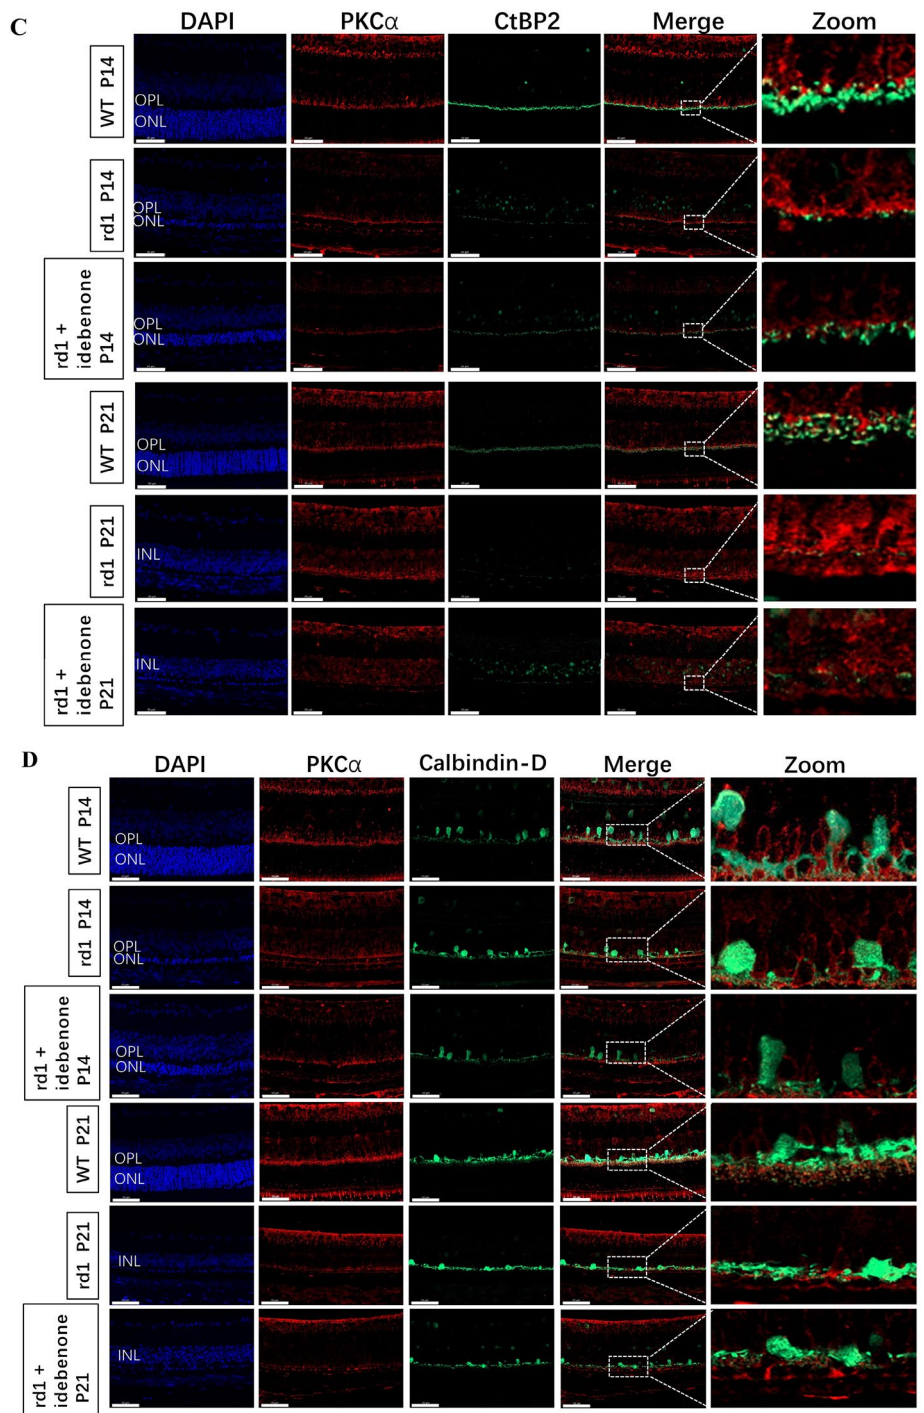 C
DAPI PKCα CtBP2 Merge Zoom
WT P14
OPL
ONL
rd1 P14
OPL
ONL
rd1 +
idebenone
P14
OPL
ONL
WT P21
OPL
ONL
rd1 P21
INL
rd1 +
idebenone
P21
INL
D
DAPI PKCα Calbindin-D Merge Zoom
WT P14
OPL
ONL
rd1 P14
OPL
ONL
rd1 +
idebenone
P14
OPL
ONL
WT P21
OPL
ONL
rd1 P21
INL
rd1 +
idebenone
P21
INL